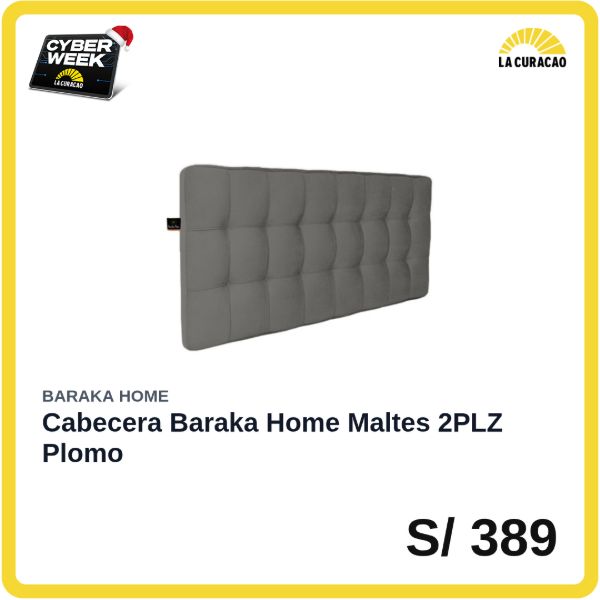 CYBER
WEEK
LA CURACAO
LA CURACAO
BARAKA HOME
Cabecera Baraka Home Maltes 2PLZ
Plomo
S/ 389